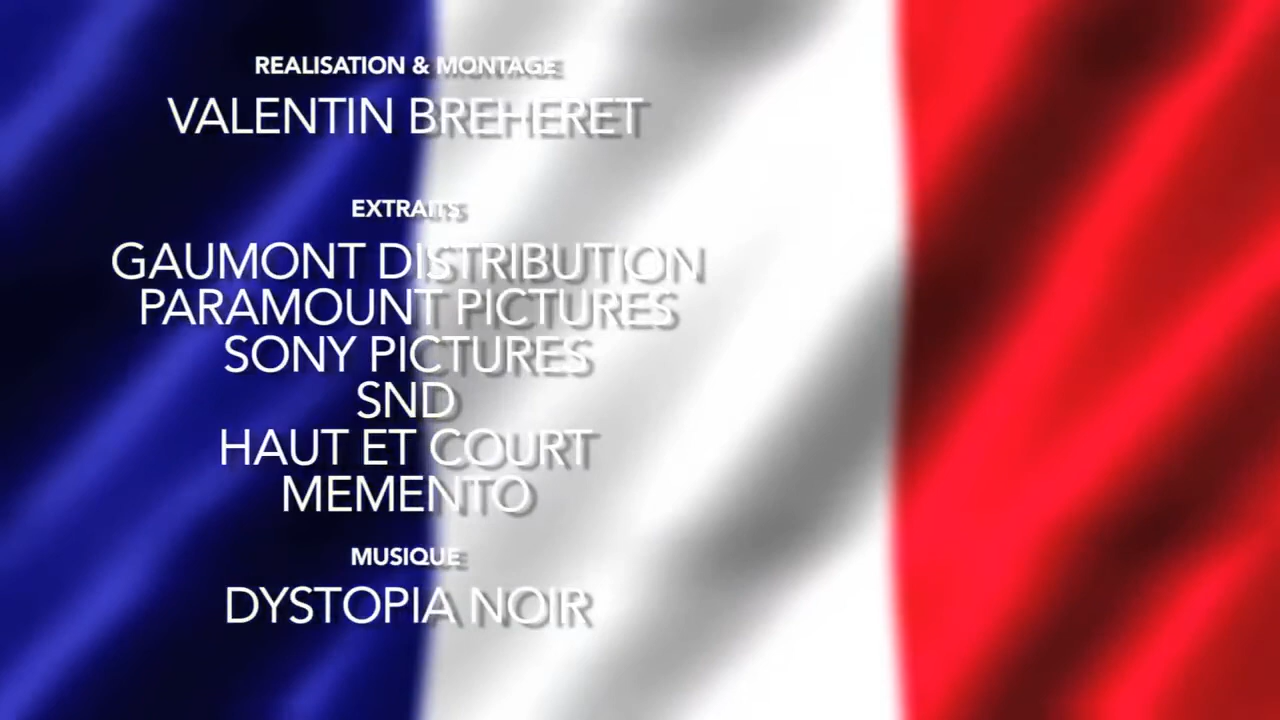 REALISATION & MONTAGE
VALENTIN BREHERET
EXTRAITS
GAUMONT DISTRIBUTION
PARAMOUNT PICTURES
SONY PICTURES
SND
HAUT ET COURT
MEMENTO
MUSIQUE
DYSTOPIA NOIR